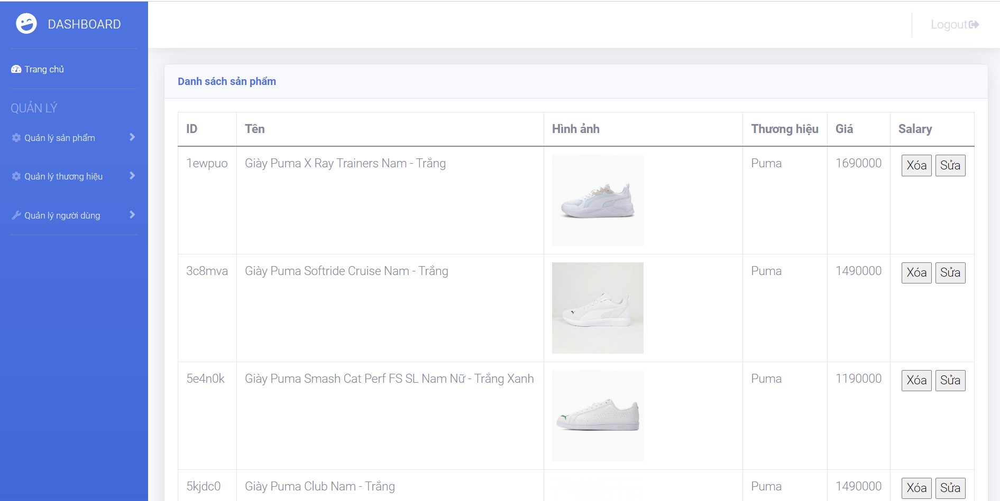 DASHBOARD
Logout
Trang chủ
QUẢN LÝ
Quản lý sản phẩm
Quản lý thương hiệu
Quản lý người dùng
Danh sách sản phẩm
ID Tên Hình ảnh Thương hiệu Giá Salary
1ewpuo Giày Puma X Ray Trainers Nam - Trắng Puma 1690000 Xóa Sửa
3c8mva Giày Puma Softride Cruise Nam - Trắng Puma 1490000 Xóa Sửa
5e4n0k Giày Puma Smash Cat Perf FS SL Nam Nữ - Trắng Xanh Puma 1190000 Xóa Sửa
5kjdc0 Giày Puma Club Nam - Trắng Puma 1490000 Xóa Sửa